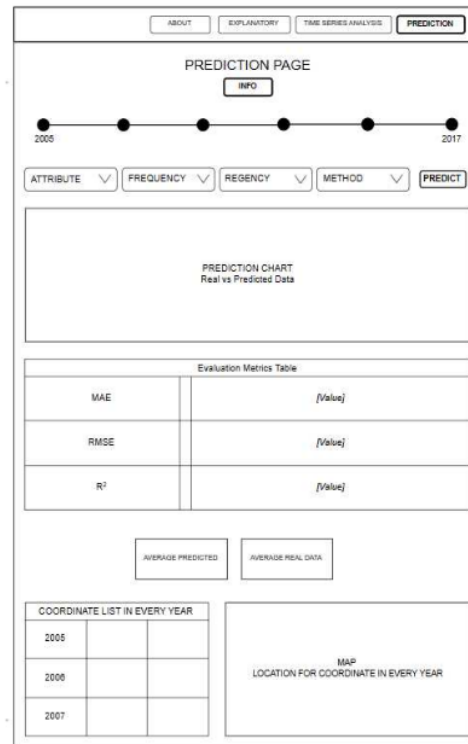 ABOUT
EXPLANATORY
TIME SERIES ANALYSIS
PREDICTION
PREDICTION PAGE
INFO
2005
2017
ATTRIBUTE
FREQUENCY
REGENCY
METHOD
PREDICT
PREDICTION CHART
Real vs Predicted Data
Evaluation Metrics Table
MAE
[Value]
RMSE
[Value]
R²
[Value]
AVERAGE PREDICTED
AVERAGE REAL DATA
COORDINATE LIST IN EVERY YEAR
2005
2006
2007
MAP
LOCATION FOR COORDINATE IN EVERY YEAR